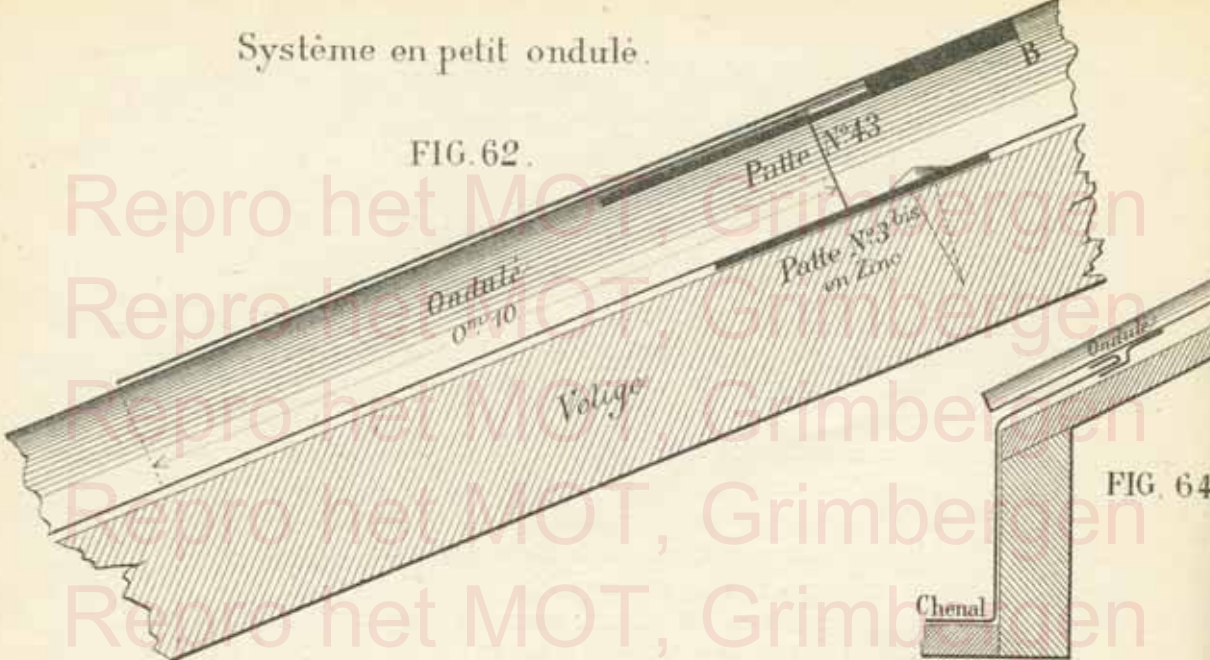 Système en petit ondulé.
FIG. 62.
B
Patte N°. 43
Patte N°. 3 bis
en Zinc
Ondulé
0m. 10
Volige
Ondulé
FIG. 64
Chenal
Repro het MOT, Grimbergen
Repro het MOT, Grimbergen
Repro het MOT, Grimbergen
Repro het MOT, Grimbergen
Repro het MOT, Grimbergen